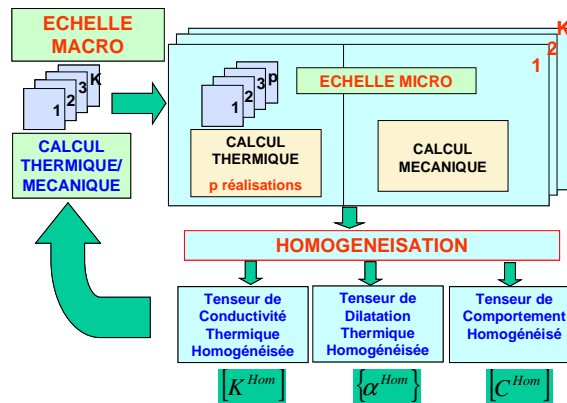 ECHELLE
MACRO
1
2
3
K
CALCUL
THERMIQUE/
MECANIQUE
K
2
1
ECHELLE MICRO
1
2
3
p
CALCUL
THERMIQUE
p réalisations
CALCUL
MECANIQUE
HOMOGENEISATION
Tenseur de
Conductivité
Thermique
Homogénéisée
Tenseur de
Dilatation
Thermique
Homogénéisée
Tenseur de
Comportement
Homogénéisé
[K^Hom]
{α^Hom}
[C^Hom]